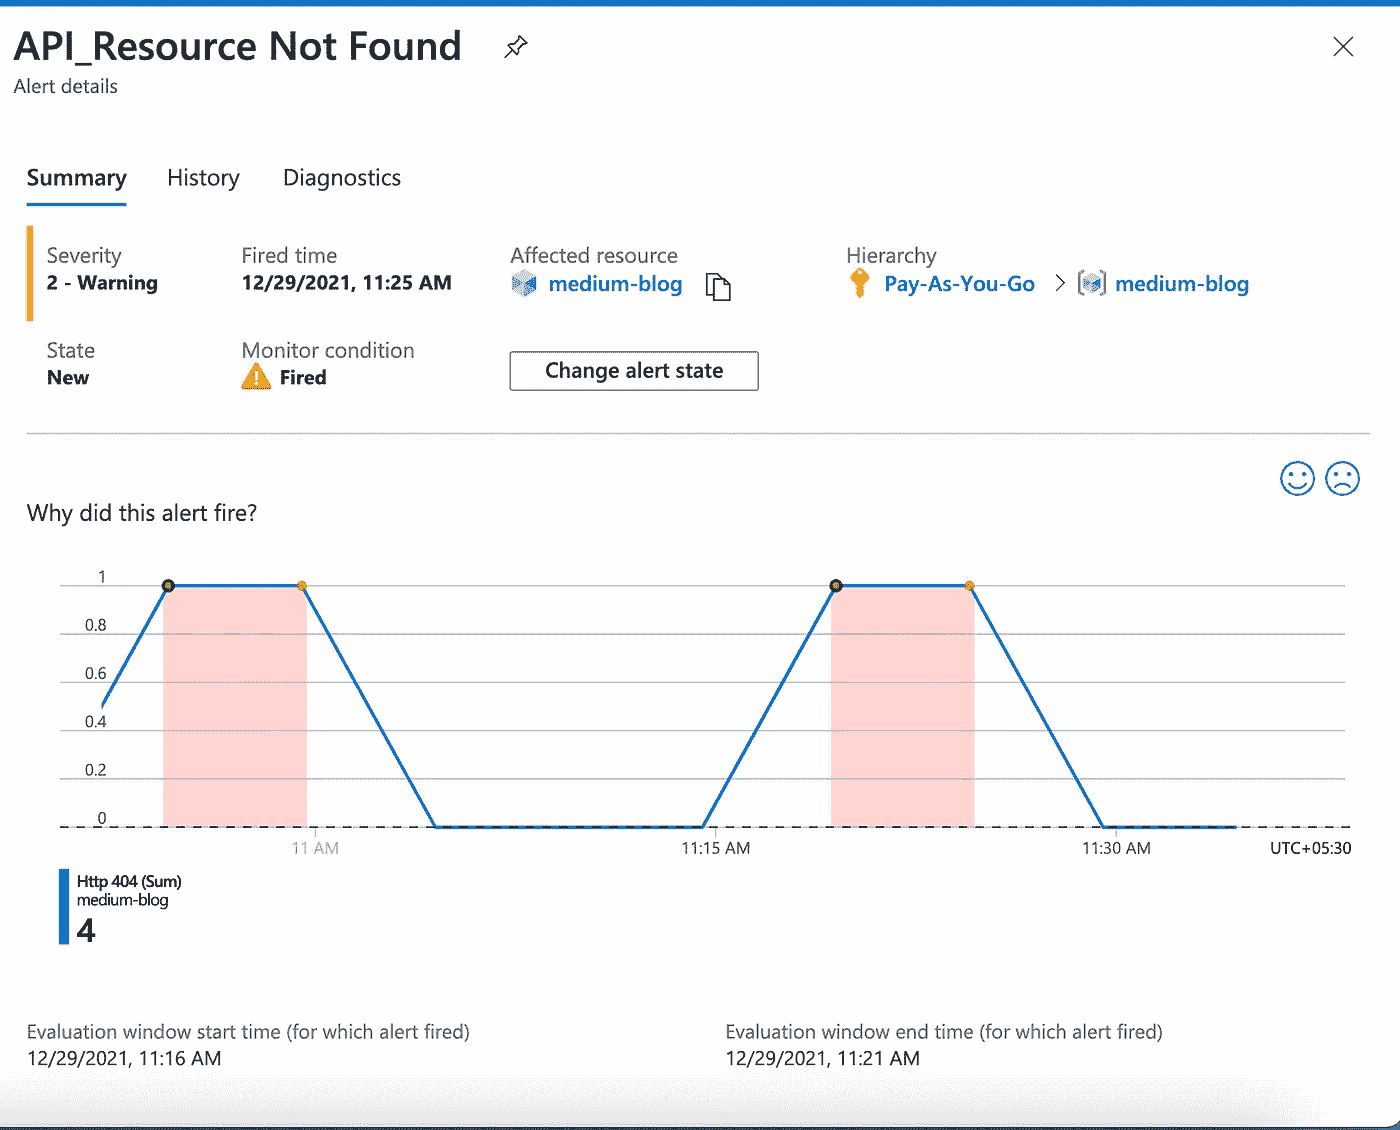 API_Resource Not Found
Alert details
Summary History Diagnostics
Severity Fired time Affected resource Hierarchy
2 - Warning 12/29/2021, 11:25 AM medium-blog Pay-As-You-Go > medium-blog
State Monitor condition
New Fired Change alert state
Why did this alert fire?
1
0.8
0.6
0.4
0.2
0
11 AM 11:15 AM 11:30 AM UTC+05:30
Http 404 (Sum)
medium-blog
4
Evaluation window start time (for which alert fired) Evaluation window end time (for which alert fired)
12/29/2021, 11:16 AM 12/29/2021, 11:21 AM